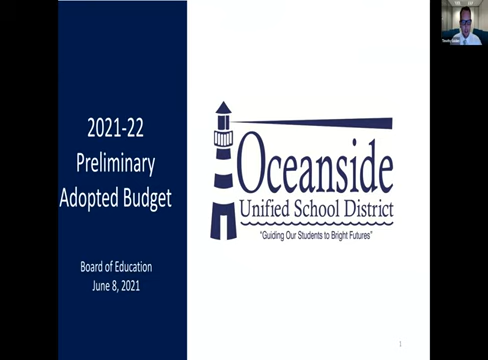 2021-22
Preliminary
Adopted Budget
Board of Education
June 8, 2021
Oceanside
Unified School District
"Guiding Our Students to Bright Futures"
1